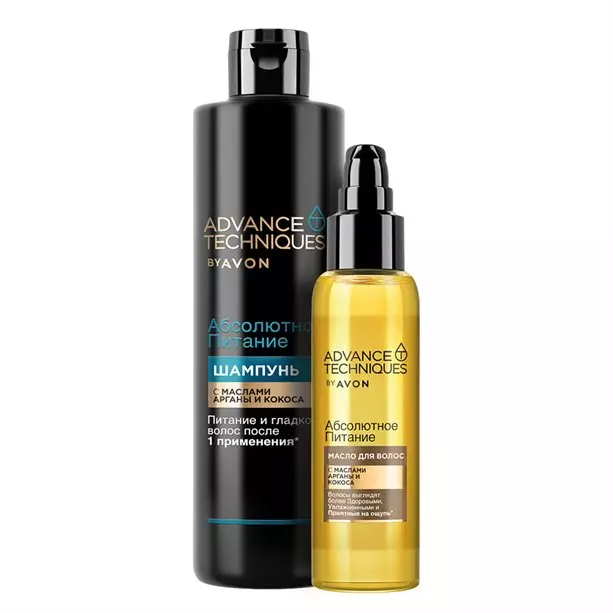 ADVANCE
TECHNIQUES
BY AVON
Абсолютно
Питание
ШАМПУНЬ
С МАСЛАМИ
АРГАНЫ И КОКОСА
Питание и гладко
волос после
1 применения*
ADVANCE T
TECHNIQUES
BY AVON
Абсолютное
Питание
МАСЛО ДЛЯ ВОЛОС
С МАСЛАМИ
АРГАНЫ И
КОКОСА
Волосы выглядят
более Здоровыми,
Увлажненными и
Приятные на ощупь*